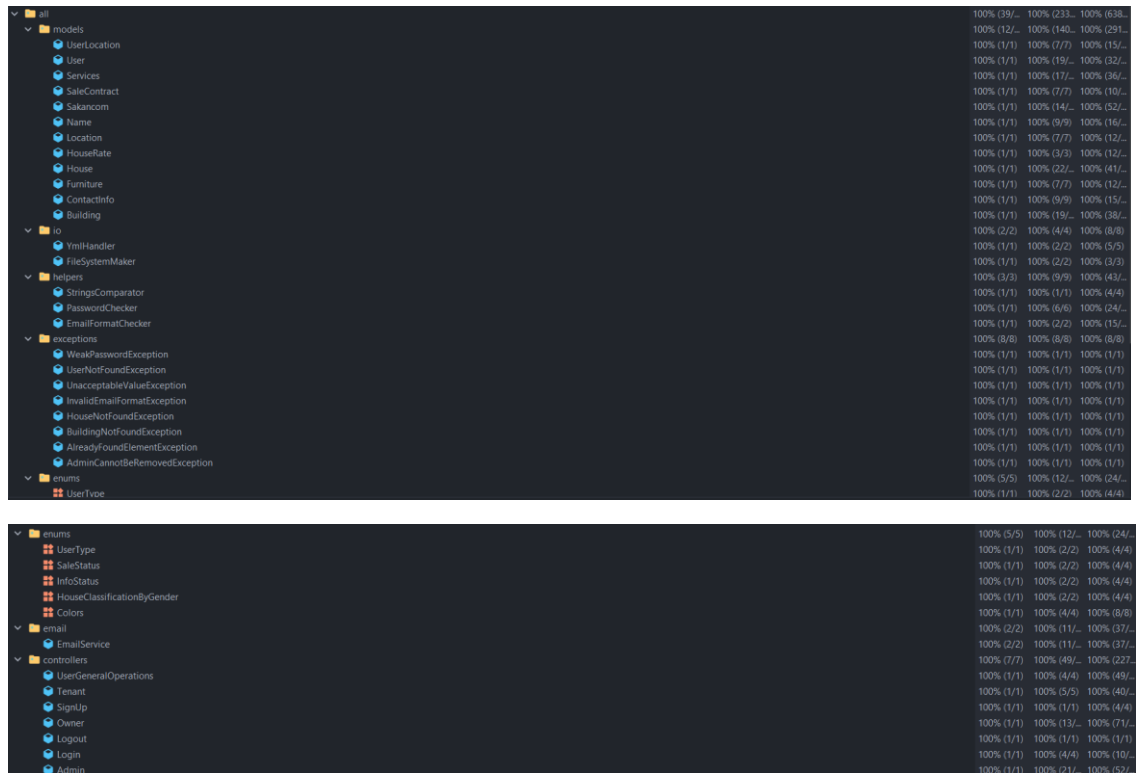 all 100% (39/... 100% (233... 100% (638...
models 100% (12/... 100% (140... 100% (291...
UserLocation 100% (1/1) 100% (7/7) 100% (15/...
User 100% (1/1) 100% (19/... 100% (32/...
Services 100% (1/1) 100% (17/... 100% (36/...
SaleContract 100% (1/1) 100% (7/7) 100% (10/...
Sakancom 100% (1/1) 100% (14/... 100% (52/...
Name 100% (1/1) 100% (9/9) 100% (16/...
Location 100% (1/1) 100% (7/7) 100% (12/...
HouseRate 100% (1/1) 100% (3/3) 100% (12/...
House 100% (1/1) 100% (22/... 100% (41/...
Furniture 100% (1/1) 100% (7/7) 100% (12/...
ContactInfo 100% (1/1) 100% (9/9) 100% (15/...
Building 100% (1/1) 100% (19/... 100% (38/...
io 100% (2/2) 100% (4/4) 100% (8/8)
YmlHandler 100% (1/1) 100% (2/2) 100% (5/5)
FileSystemMaker 100% (1/1) 100% (2/2) 100% (3/3)
helpers 100% (3/3) 100% (9/9) 100% (43/...
StringsComparator 100% (1/1) 100% (1/1) 100% (4/4)
PasswordChecker 100% (1/1) 100% (6/6) 100% (24/...
EmailFormatChecker 100% (1/1) 100% (2/2) 100% (15/...
exceptions 100% (8/8) 100% (8/8) 100% (8/8)
WeakPasswordException 100% (1/1) 100% (1/1) 100% (1/1)
UserNotFoundException 100% (1/1) 100% (1/1) 100% (1/1)
UnacceptableValueException 100% (1/1) 100% (1/1) 100% (1/1)
InvalidEmailFormatException 100% (1/1) 100% (1/1) 100% (1/1)
HouseNotFoundException 100% (1/1) 100% (1/1) 100% (1/1)
BuildingNotFoundException 100% (1/1) 100% (1/1) 100% (1/1)
AlreadyFoundElementException 100% (1/1) 100% (1/1) 100% (1/1)
AdminCannotBeRemovedException 100% (1/1) 100% (1/1) 100% (1/1)
enums 100% (5/5) 100% (12/... 100% (24/...
UserType 100% (1/1) 100% (2/2) 100% (4/4)
enums 100% (5/5) 100% (12/... 100% (24/...
UserType 100% (1/1) 100% (2/2) 100% (4/4)
SaleStatus 100% (1/1) 100% (2/2) 100% (4/4)
InfoStatus 100% (1/1) 100% (2/2) 100% (4/4)
HouseClassificationByGender 100% (1/1) 100% (2/2) 100% (4/4)
Colors 100% (1/1) 100% (4/4) 100% (8/8)
email 100% (2/2) 100% (11/... 100% (37/...
EmailService 100% (2/2) 100% (11/... 100% (37/...
controllers 100% (7/7) 100% (49/... 100% (227...
UserGeneralOperations 100% (1/1) 100% (4/4) 100% (49/...
Tenant 100% (1/1) 100% (5/5) 100% (40/...
SignUp 100% (1/1) 100% (1/1) 100% (4/4)
Owner 100% (1/1) 100% (13/... 100% (71/...
Logout 100% (1/1) 100% (1/1) 100% (1/1)
Login 100% (1/1) 100% (4/4) 100% (10/...
Admin 100% (1/1) 100% (21/... 100% (52/...